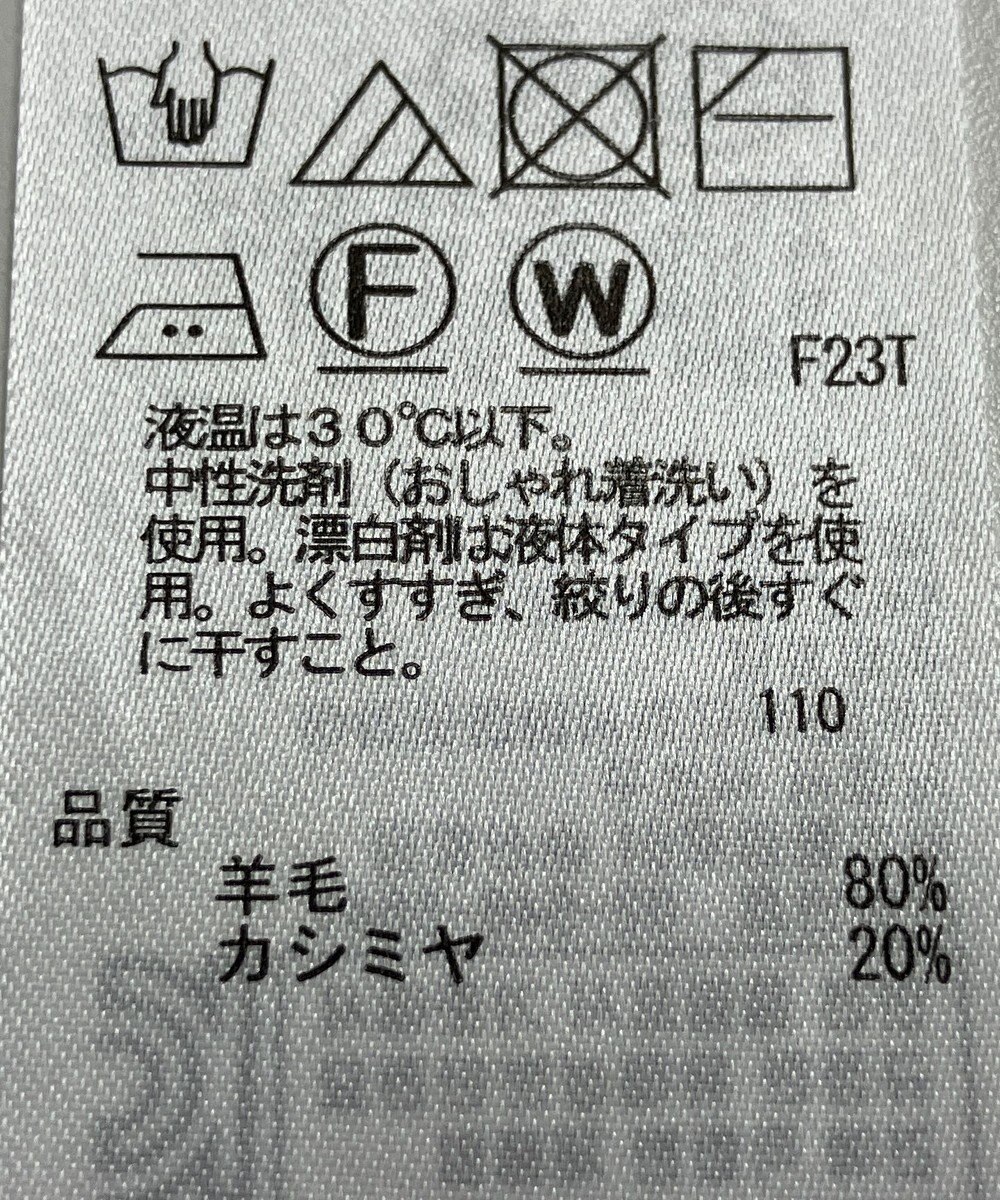 F
W
F23T
液温は30℃以下。
中性洗剤(おしゃれ着洗い)を
使用。漂白剤は液体タイプを使
用。よくすすぎ、絞りの後すぐ
に干すこと。
110
品質
羊毛 80%
カシミヤ 20%